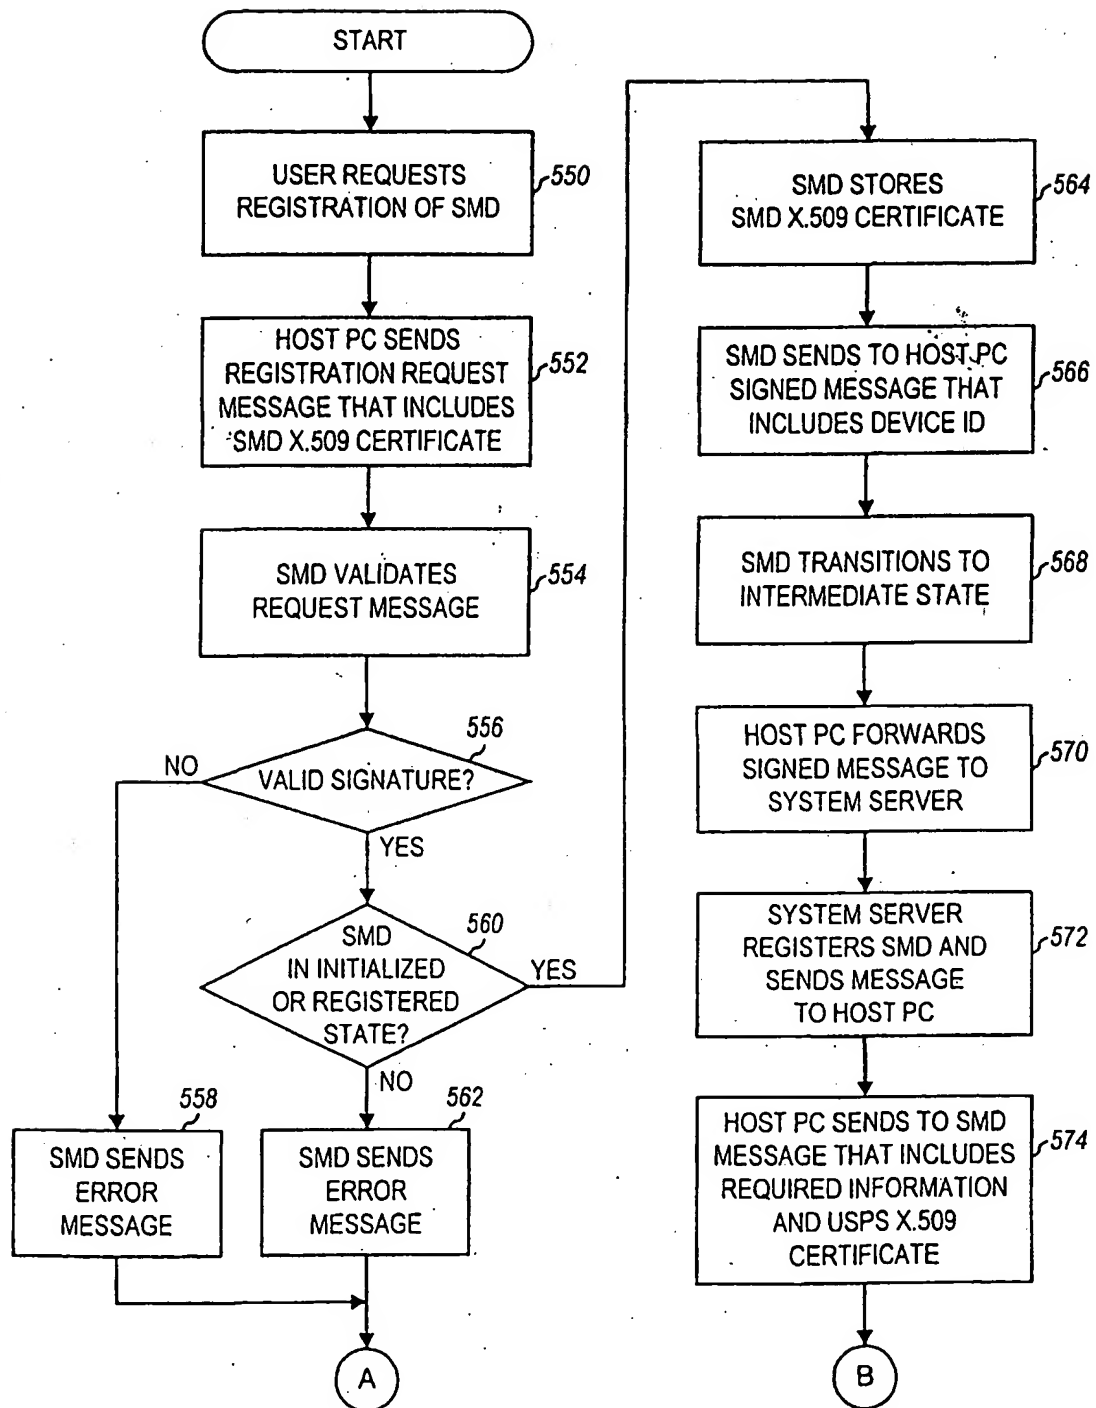 START
USER REQUESTS
REGISTRATION OF SMD
550
HOST PC SENDS
REGISTRATION REQUEST
MESSAGE THAT INCLUDES
SMD X.509 CERTIFICATE
552
SMD VALIDATES
REQUEST MESSAGE
554
VALID SIGNATURE?
556
NO
YES
SMD
IN INITIALIZED
OR REGISTERED
STATE?
560
YES
NO
SMD SENDS
ERROR
MESSAGE
558
SMD SENDS
ERROR
MESSAGE
562
A
SMD STORES
SMD X.509 CERTIFICATE
564
SMD SENDS TO HOST PC
SIGNED MESSAGE THAT
INCLUDES DEVICE ID
566
SMD TRANSITIONS TO
INTERMEDIATE STATE
568
HOST PC FORWARDS
SIGNED MESSAGE TO
SYSTEM SERVER
570
SYSTEM SERVER
REGISTERS SMD AND
SENDS MESSAGE
TO HOST PC
572
HOST PC SENDS TO SMD
MESSAGE THAT INCLUDES
REQUIRED INFORMATION
AND USPS X.509
CERTIFICATE
574
B